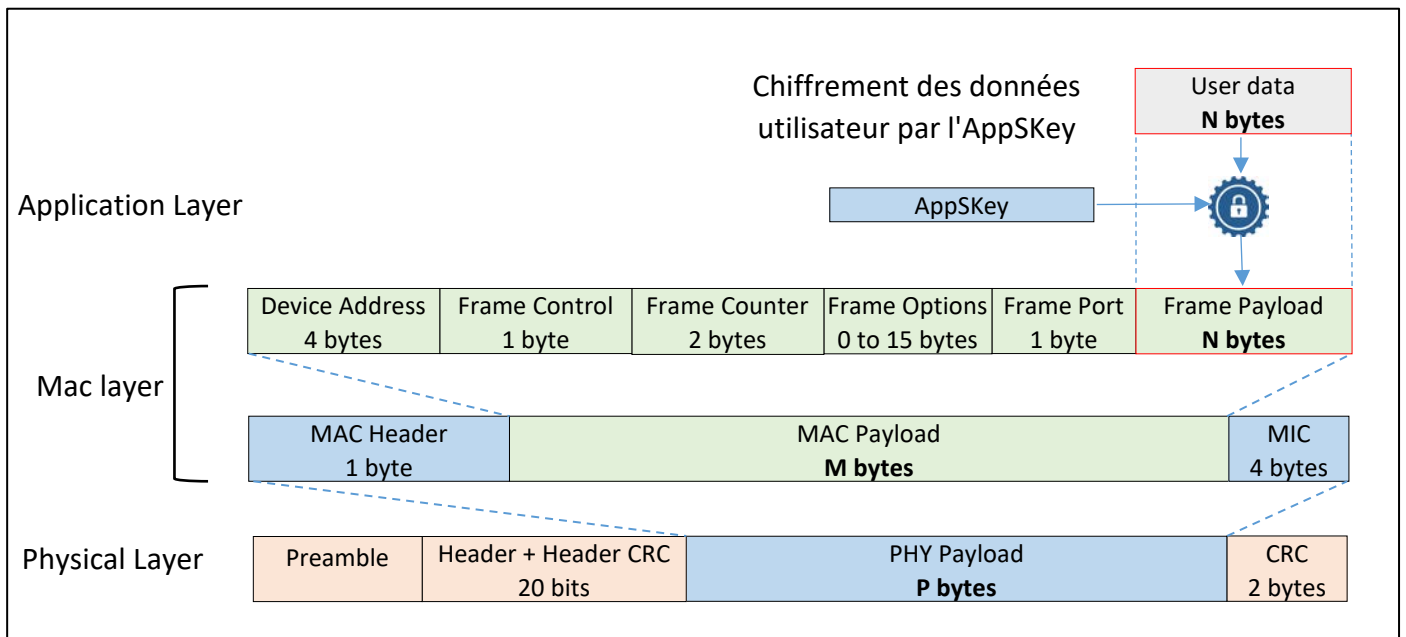 Chiffrement des données
utilisateur par l'AppSKey
User data
N bytes
Application Layer
AppSKey
Device Address
4 bytes
Frame Control
1 byte
Frame Counter
2 bytes
Frame Options
0 to 15 bytes
Frame Port
1 byte
Frame Payload
N bytes
Mac layer
MAC Header
1 byte
MAC Payload
M bytes
MIC
4 bytes
Physical Layer
Preamble
Header + Header CRC
20 bits
PHY Payload
P bytes
CRC
2 bytes